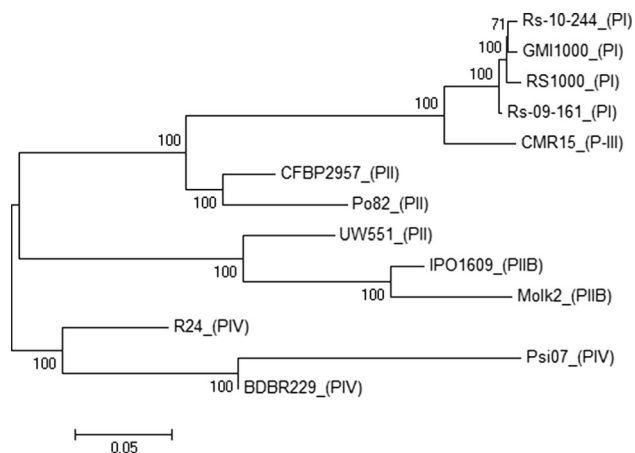 71
Rs-10-244_(PI)
100
GMI1000_(PI)
100
RS1000_(PI)
100
Rs-09-161_(PI)
100
CMR15_(P-III)
CFBP2957_(PII)
100
Po82_(PII)
UW551_(PII)
100
IPO1609_(PIIB)
100
Molk2_(PIIB)
R24_(PIV)
100
Psi07_(PIV)
100
BDBR229_(PIV)
0.05